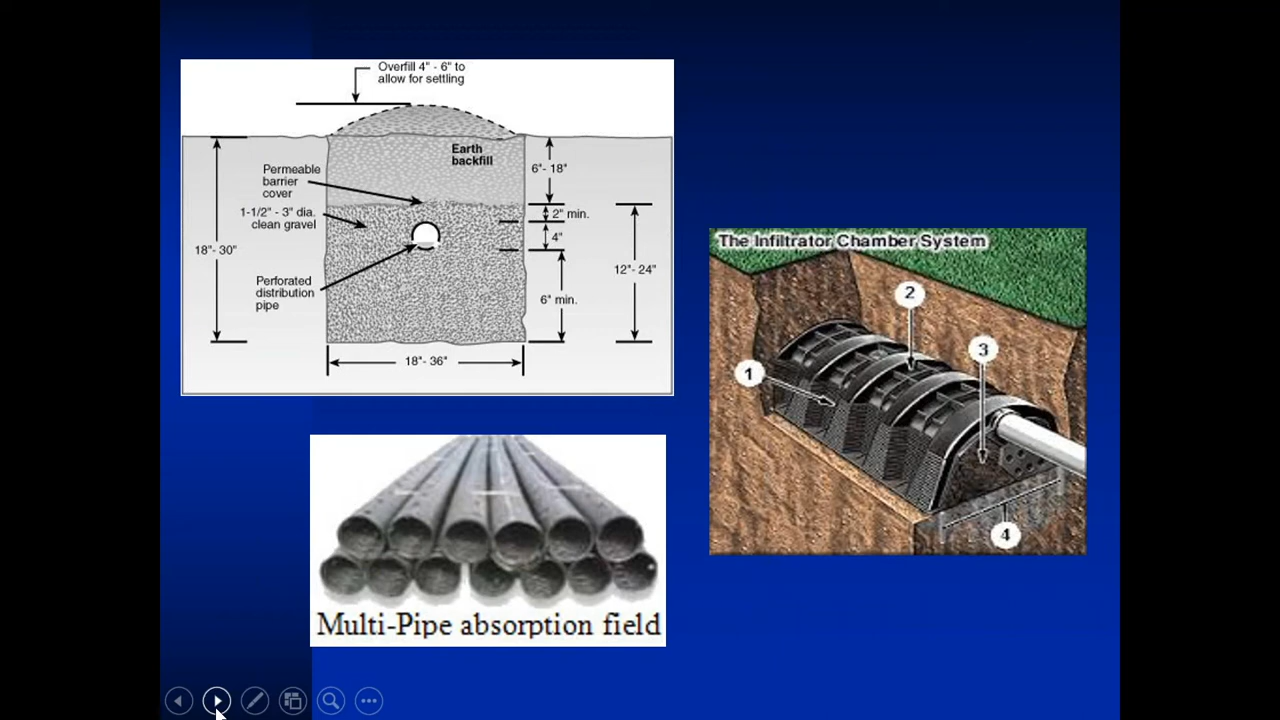 Overfill 4" - 6" to
allow for settling
Earth
backfill
6"- 18"
Permeable
barrier
cover
2" min.
1-1/2" - 3" dia.
clean gravel
4"
18"- 30"
12"- 24"
Perforated
distribution
pipe
6" min.
18"- 36"
The Infiltrator Chamber System
2
3
1
4
Multi-Pipe absorption field